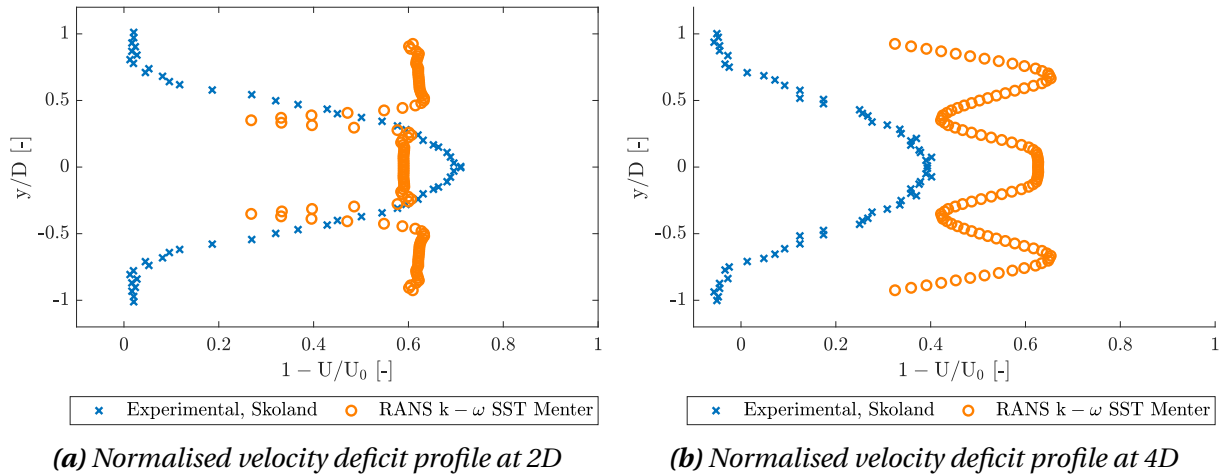 1
0.5
0
-0.5
-1
y/D [-]
0 0.2 0.4 0.6 0.8 1
1 − U/U₀ [-]
Experimental, Skoland RANS k − ω SST Menter
(a) Normalised velocity deficit profile at 2D
1
0.5
0
-0.5
-1
y/D [-]
0 0.2 0.4 0.6 0.8 1
1 − U/U₀ [-]
Experimental, Skoland RANS k − ω SST Menter
(b) Normalised velocity deficit profile at 4D